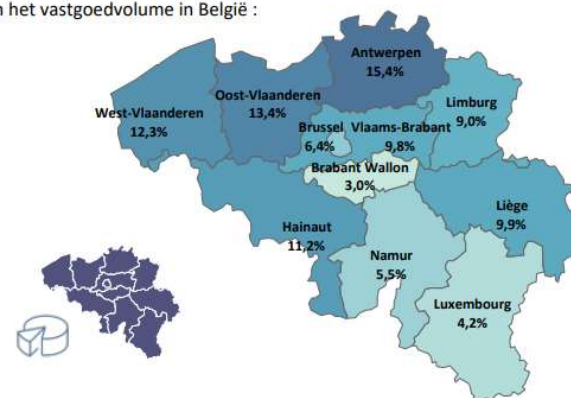 het vastgoedvolume in België :
Antwerpen
15,4%
Oost-Vlaanderen
13,4%
West-Vlaanderen
12,3%
Limburg
9,0%
Brussel
6,4%
Vlaams-Brabant
9,8%
Brabant Wallon
3,0%
Liège
9,9%
Hainaut
11,2%
Namur
5,5%
Luxembourg
4,2%